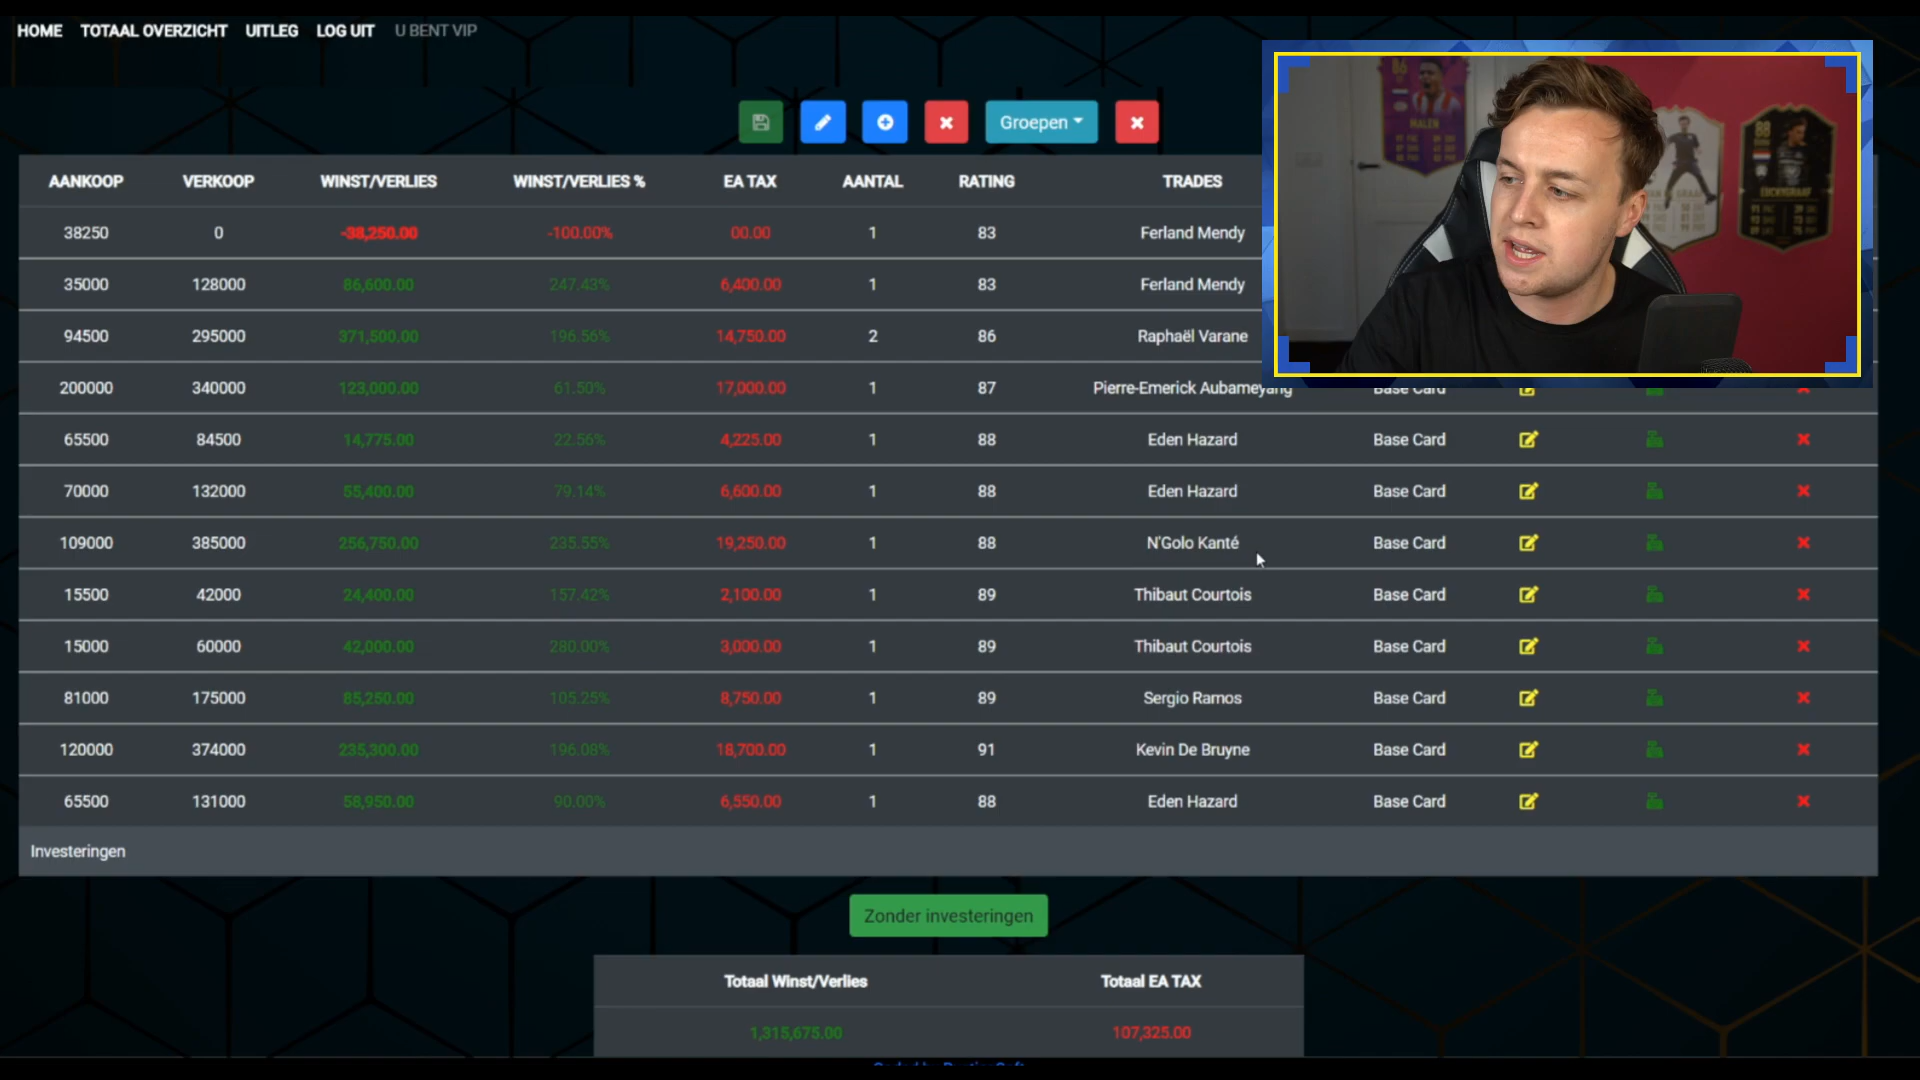 HOME TOTAAL OVERZICHT UITLEG LOG UIT U BENT VIP
Groepen
AANKOOP VERKOOP WINST/VERLIES WINST/VERLIES % EA TAX AANTAL RATING TRADES
38250 0 -38,250.00 -100.00% 00.00 1 83 Ferland Mendy
35000 128000 86,600.00 247.43% 6,400.00 1 83 Ferland Mendy
94500 295000 371,500.00 196.56% 14,750.00 2 86 Raphaël Varane
200000 340000 123,000.00 61.50% 17,000.00 1 87 Pierre-Emerick Aubameyang Base Card
65500 84500 14,775.00 22.56% 4,225.00 1 88 Eden Hazard Base Card
70000 132000 55,400.00 79.14% 6,600.00 1 88 Eden Hazard Base Card
109000 385000 256,750.00 235.55% 19,250.00 1 88 N'Golo Kanté Base Card
15500 42000 24,400.00 157.42% 2,100.00 1 89 Thibaut Courtois Base Card
15000 60000 42,000.00 280.00% 3,000.00 1 89 Thibaut Courtois Base Card
81000 175000 85,250.00 105.25% 8,750.00 1 89 Sergio Ramos Base Card
120000 374000 235,300.00 196.08% 18,700.00 1 91 Kevin De Bruyne Base Card
65500 131000 58,950.00 90.00% 6,550.00 1 88 Eden Hazard Base Card
Investeringen
Zonder investeringen
Totaal Winst/Verlies Totaal EA TAX
1,315,675.00 107,325.00
86
MALEN
88